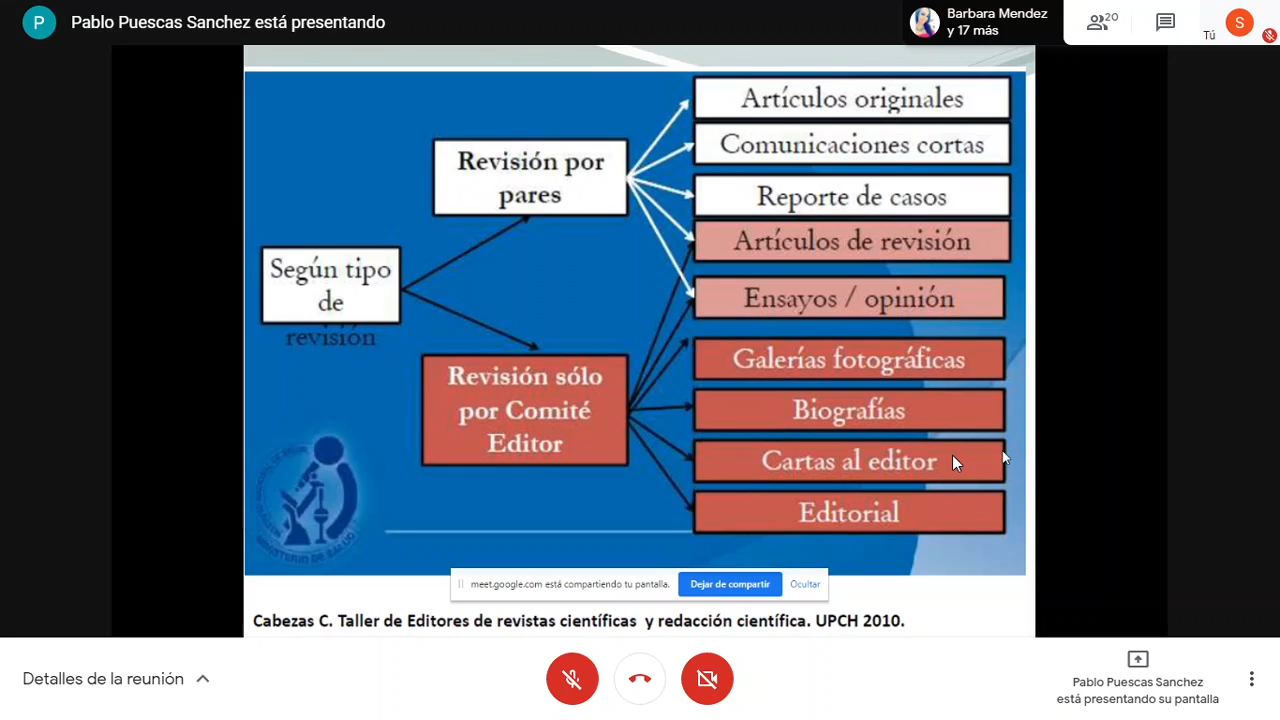 P
Pablo Puescas Sanchez está presentando
Barbara Mendez
y 17 más
20
Tú
S
Artículos originales
Comunicaciones cortas
Revisión por
pares
Reporte de casos
Artículos de revisión
Según tipo
de
revisión
Ensayos / opinión
Galerías fotográficas
Revisión sólo
por Comité
Editor
Biografías
Cartas al editor
Editorial
MINISTERIO DE SALUD
meet.google.com está compartiendo tu pantalla.
Dejar de compartir
Ocultar
Cabezas C. Taller de Editores de revistas científicas y redacción científica. UPCH 2010.
Detalles de la reunión
Pablo Puescas Sanchez
está presentando su pantalla